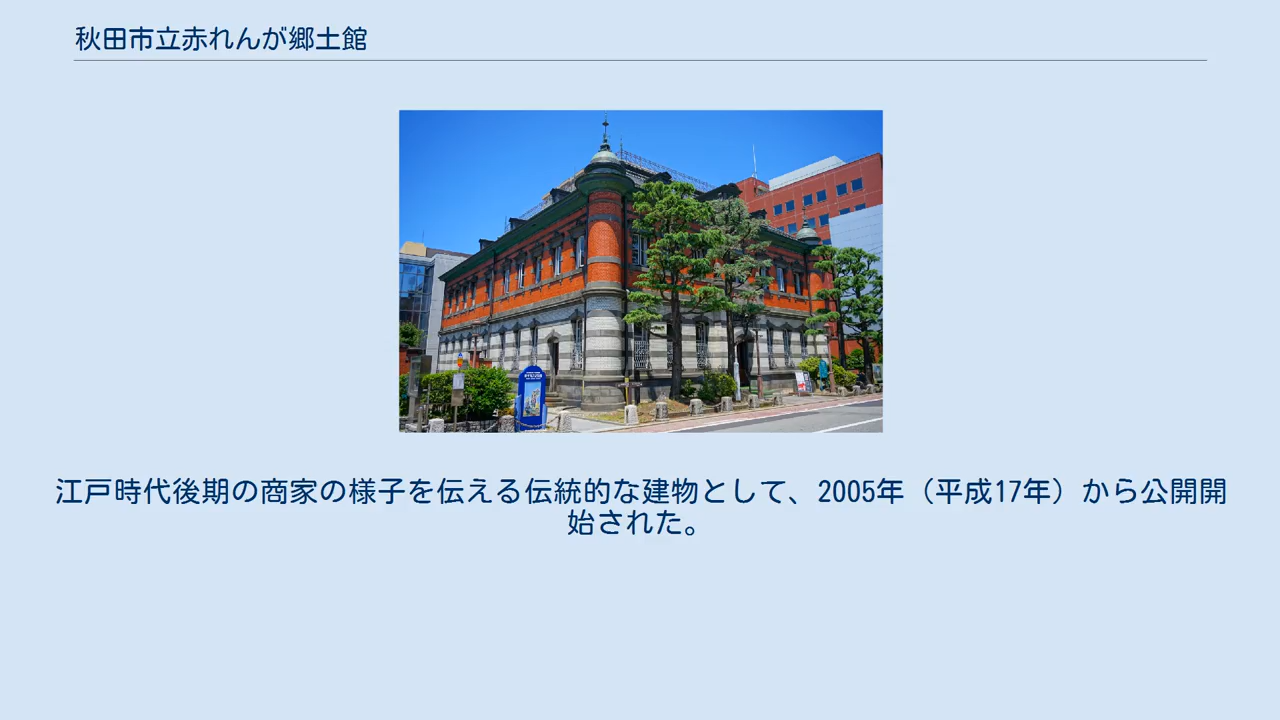 秋田市立赤れんが郷土館
江戸時代後期の商家の様子を伝える伝統的な建物として、2005年（平成17年）から公開開
始された。